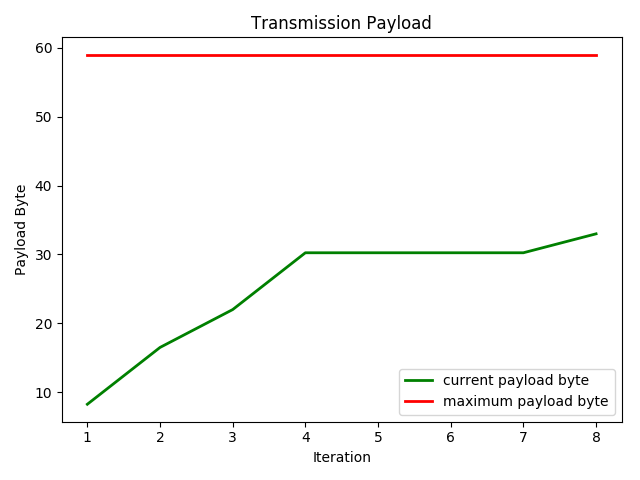 Transmission Payload
60
50
40
30
20
10
Payload Byte
current payload byte
maximum payload byte
1 2 3 4 5 6 7 8
Iteration